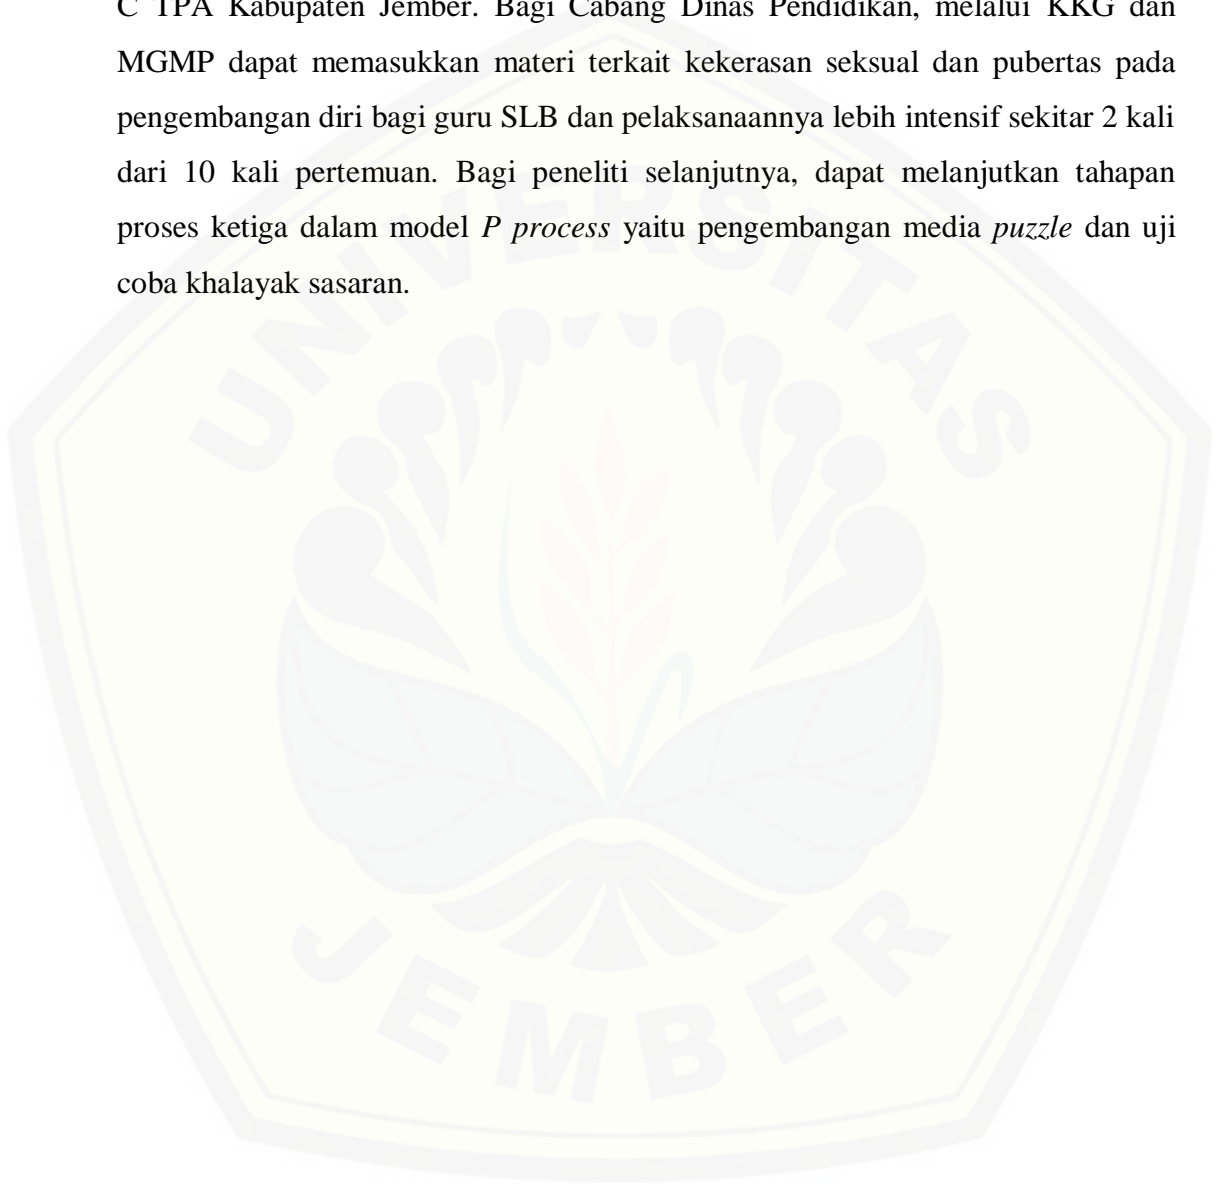 C TPA Kabupaten Jember. Bagi Cabang Dinas Pendidikan, melalui KKG dan
MGMP dapat memasukkan materi terkait kekerasan seksual dan pubertas pada
pengembangan diri bagi guru SLB dan pelaksanaannya lebih intensif sekitar 2 kali
dari 10 kali pertemuan. Bagi peneliti selanjutnya, dapat melanjutkan tahapan
proses ketiga dalam model P process yaitu pengembangan media puzzle dan uji
coba khalayak sasaran.
UNIVERSITAS
JEMBER